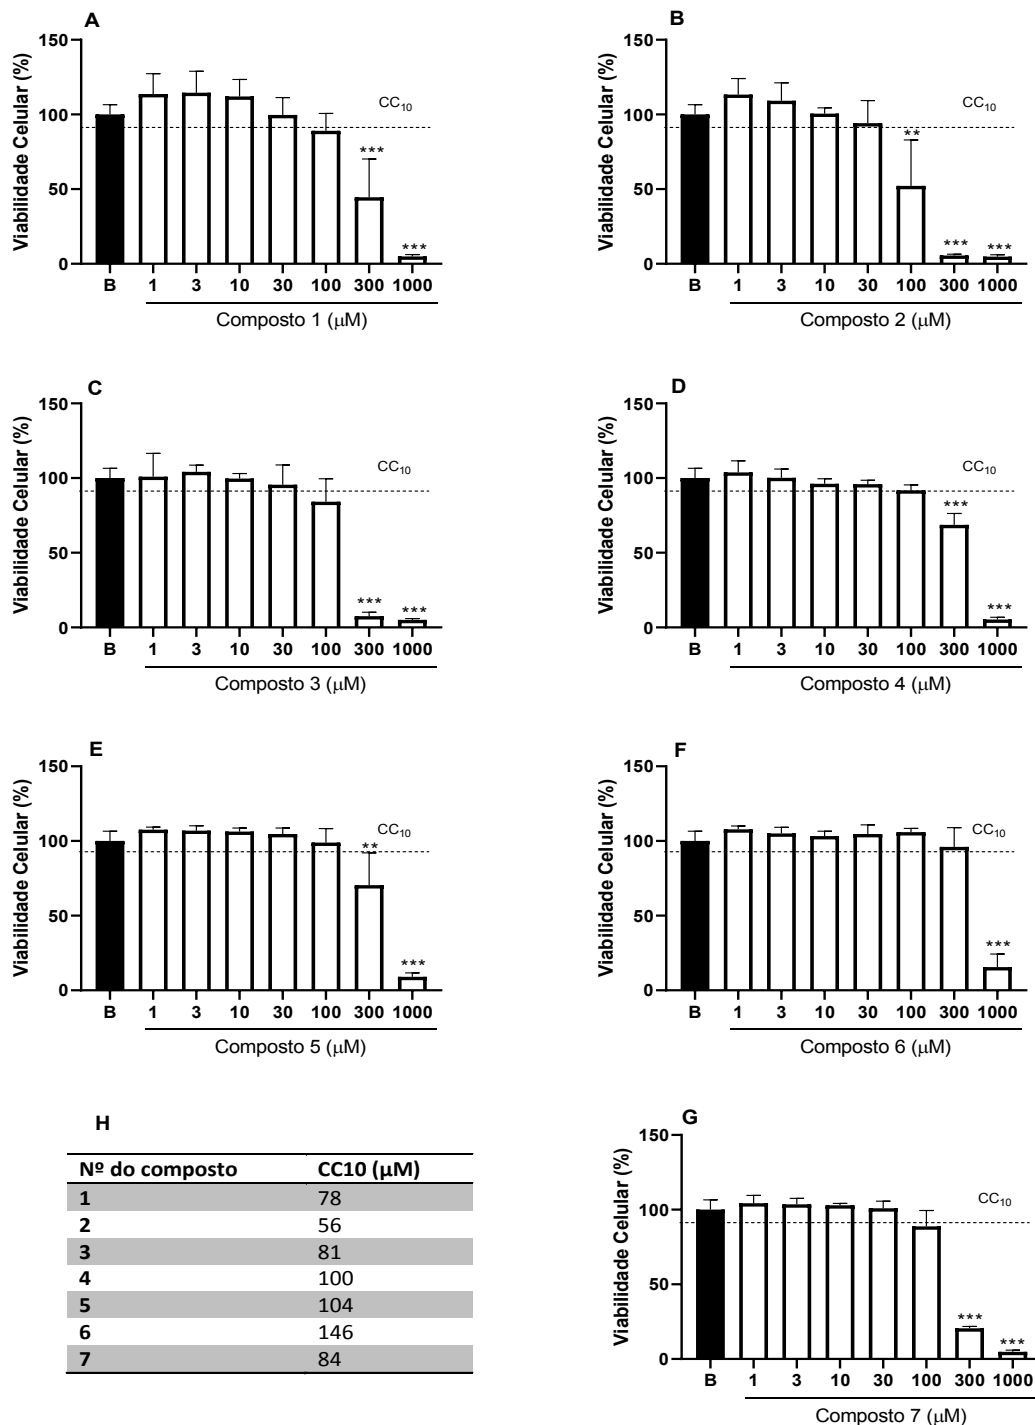 A
Viabilidade Celular (%)
150
100
50
0
CC10
***
***
B 1 3 10 30 100 300 1000
Composto 1 (μM)
B
Viabilidade Celular (%)
150
100
50
0
CC10
**
***
***
B 1 3 10 30 100 300 1000
Composto 2 (μM)
C
Viabilidade Celular (%)
150
100
50
0
CC10
***
***
B 1 3 10 30 100 300 1000
Composto 3 (μM)
D
Viabilidade Celular (%)
150
100
50
0
CC10
***
***
B 1 3 10 30 100 300 1000
Composto 4 (μM)
E
Viabilidade Celular (%)
150
100
50
0
CC10
**
***
B 1 3 10 30 100 300 1000
Composto 5 (μM)
F
Viabilidade Celular (%)
150
100
50
0
CC10
***
B 1 3 10 30 100 300 1000
Composto 6 (μM)
H
Nº do composto CC10 (μM)
1 78
2 56
3 81
4 100
5 104
6 146
7 84
G
Viabilidade Celular (%)
150
100
50
0
CC10
***
***
B 1 3 10 30 100 300 1000
Composto 7 (μM)